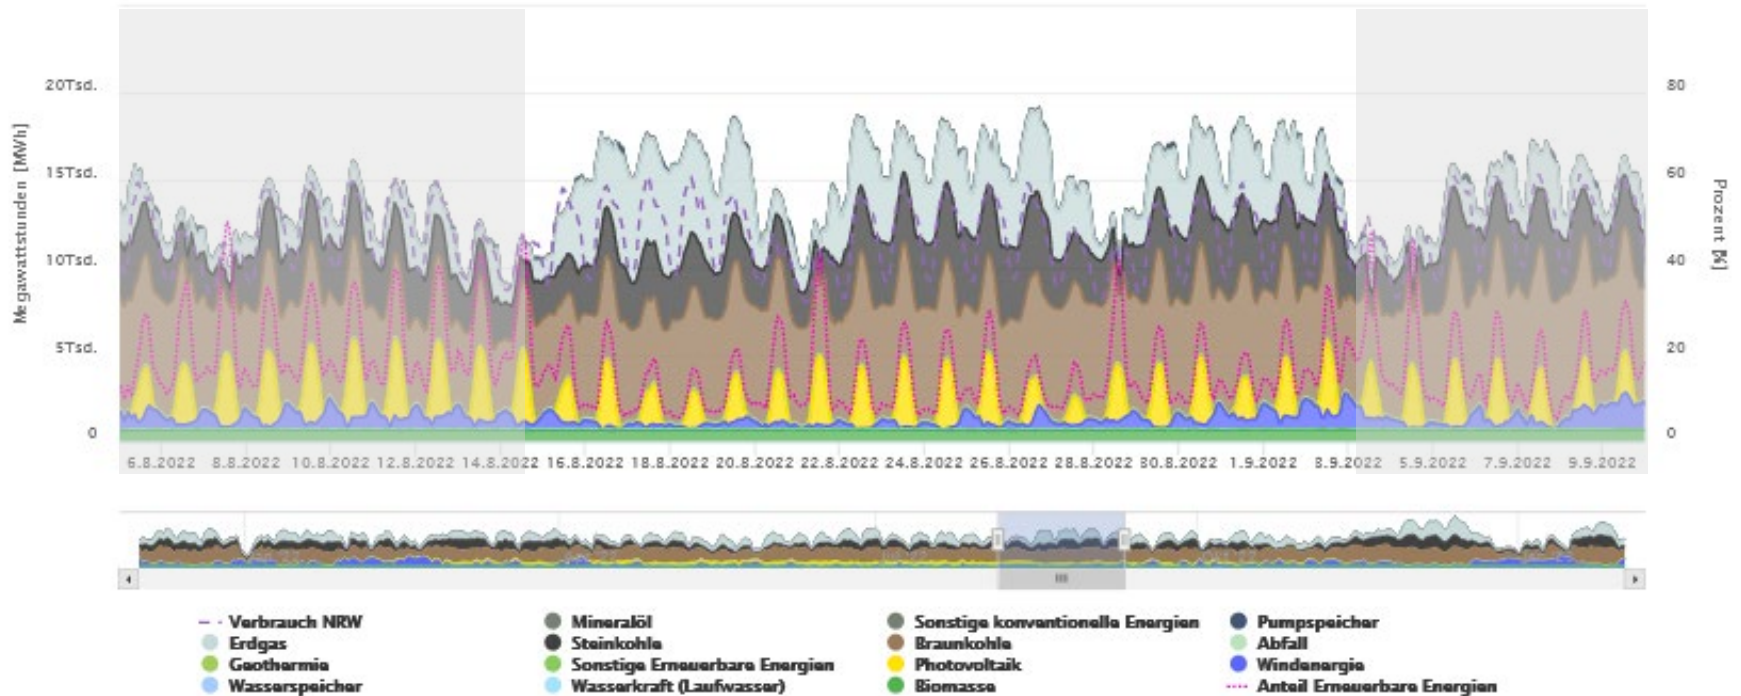 20Tsd.
15Tsd.
10Tsd.
5Tsd.
0
Megawattstunden [MWh]
80
60
40
20
0
Prozent [%]
6.8.2022 8.8.2022 10.8.2022 12.8.2022 14.8.2022 16.8.2022 18.8.2022 20.8.2022 22.8.2022 24.8.2022 26.8.2022 28.8.2022 30.8.2022 1.9.2022 3.9.2022 5.9.2022 7.9.2022 9.9.2022
Verbrauch NRW Mineralöl Sonstige konventionelle Energien Pumpspeicher
Erdgas Steinkohle Braunkohle Abfall
Geothermie Sonstige Erneuerbare Energien Photovoltaik Windenergie
Wasserspeicher Wasserkraft (Laufwasser) Biomasse Anteil Erneuerbare Energien